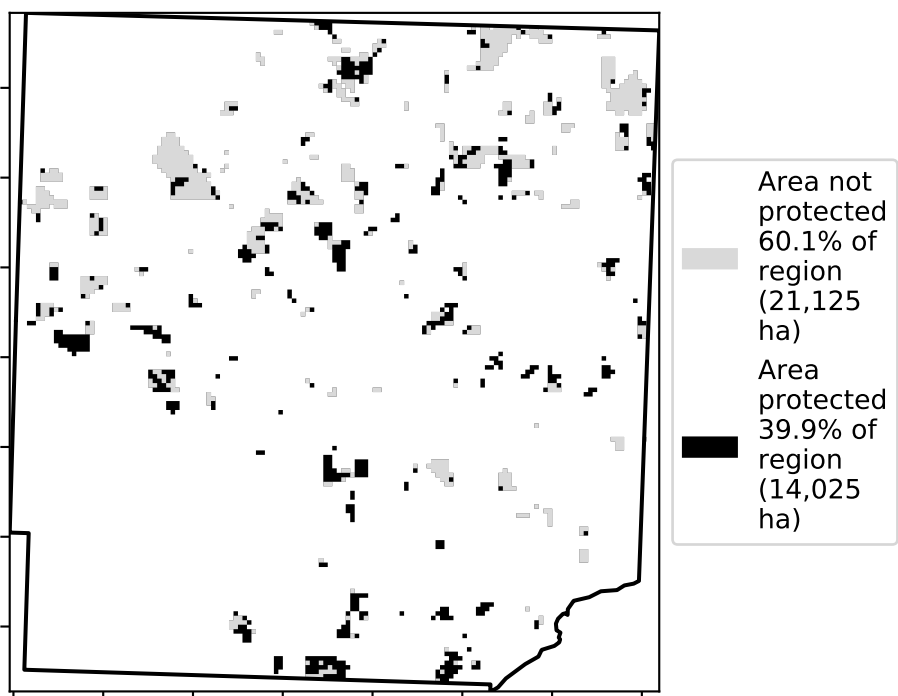 Area not
protected
60.1% of
region
(21,125
ha)
Area
protected
39.9% of
region
(14,025
ha)